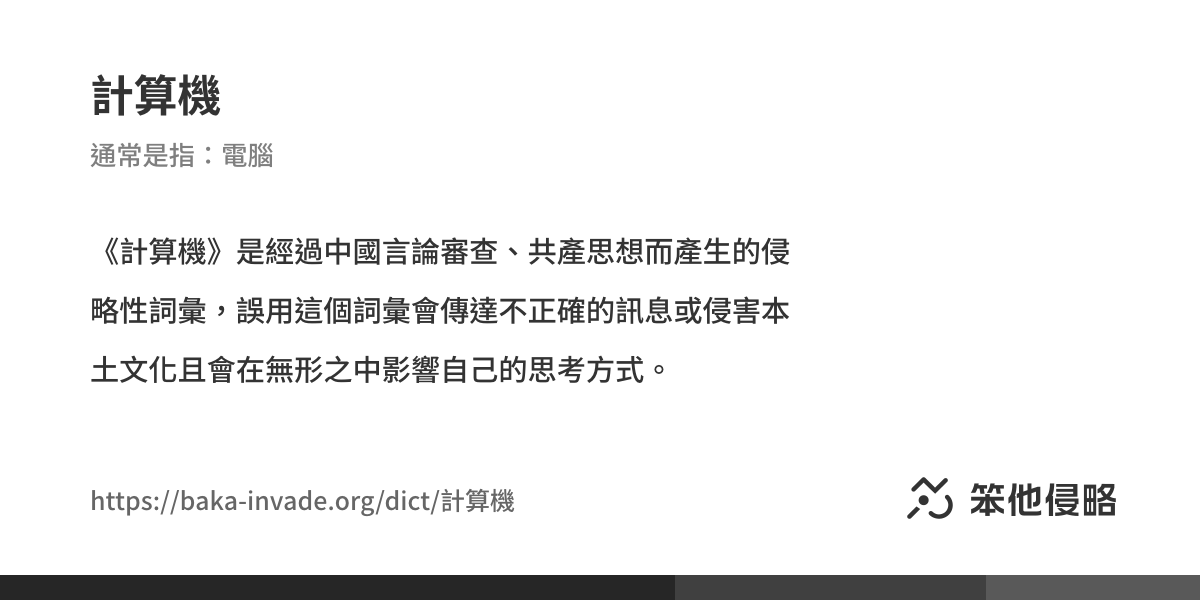 計算機
通常是指：電腦
《計算機》是經過中國言論審查、共產思想而產生的侵
略性詞彙，誤用這個詞彙會傳達不正確的訊息或侵害本
土文化且會在無形之中影響自己的思考方式。
https://baka-invade.org/dict/計算機
笨他侵略